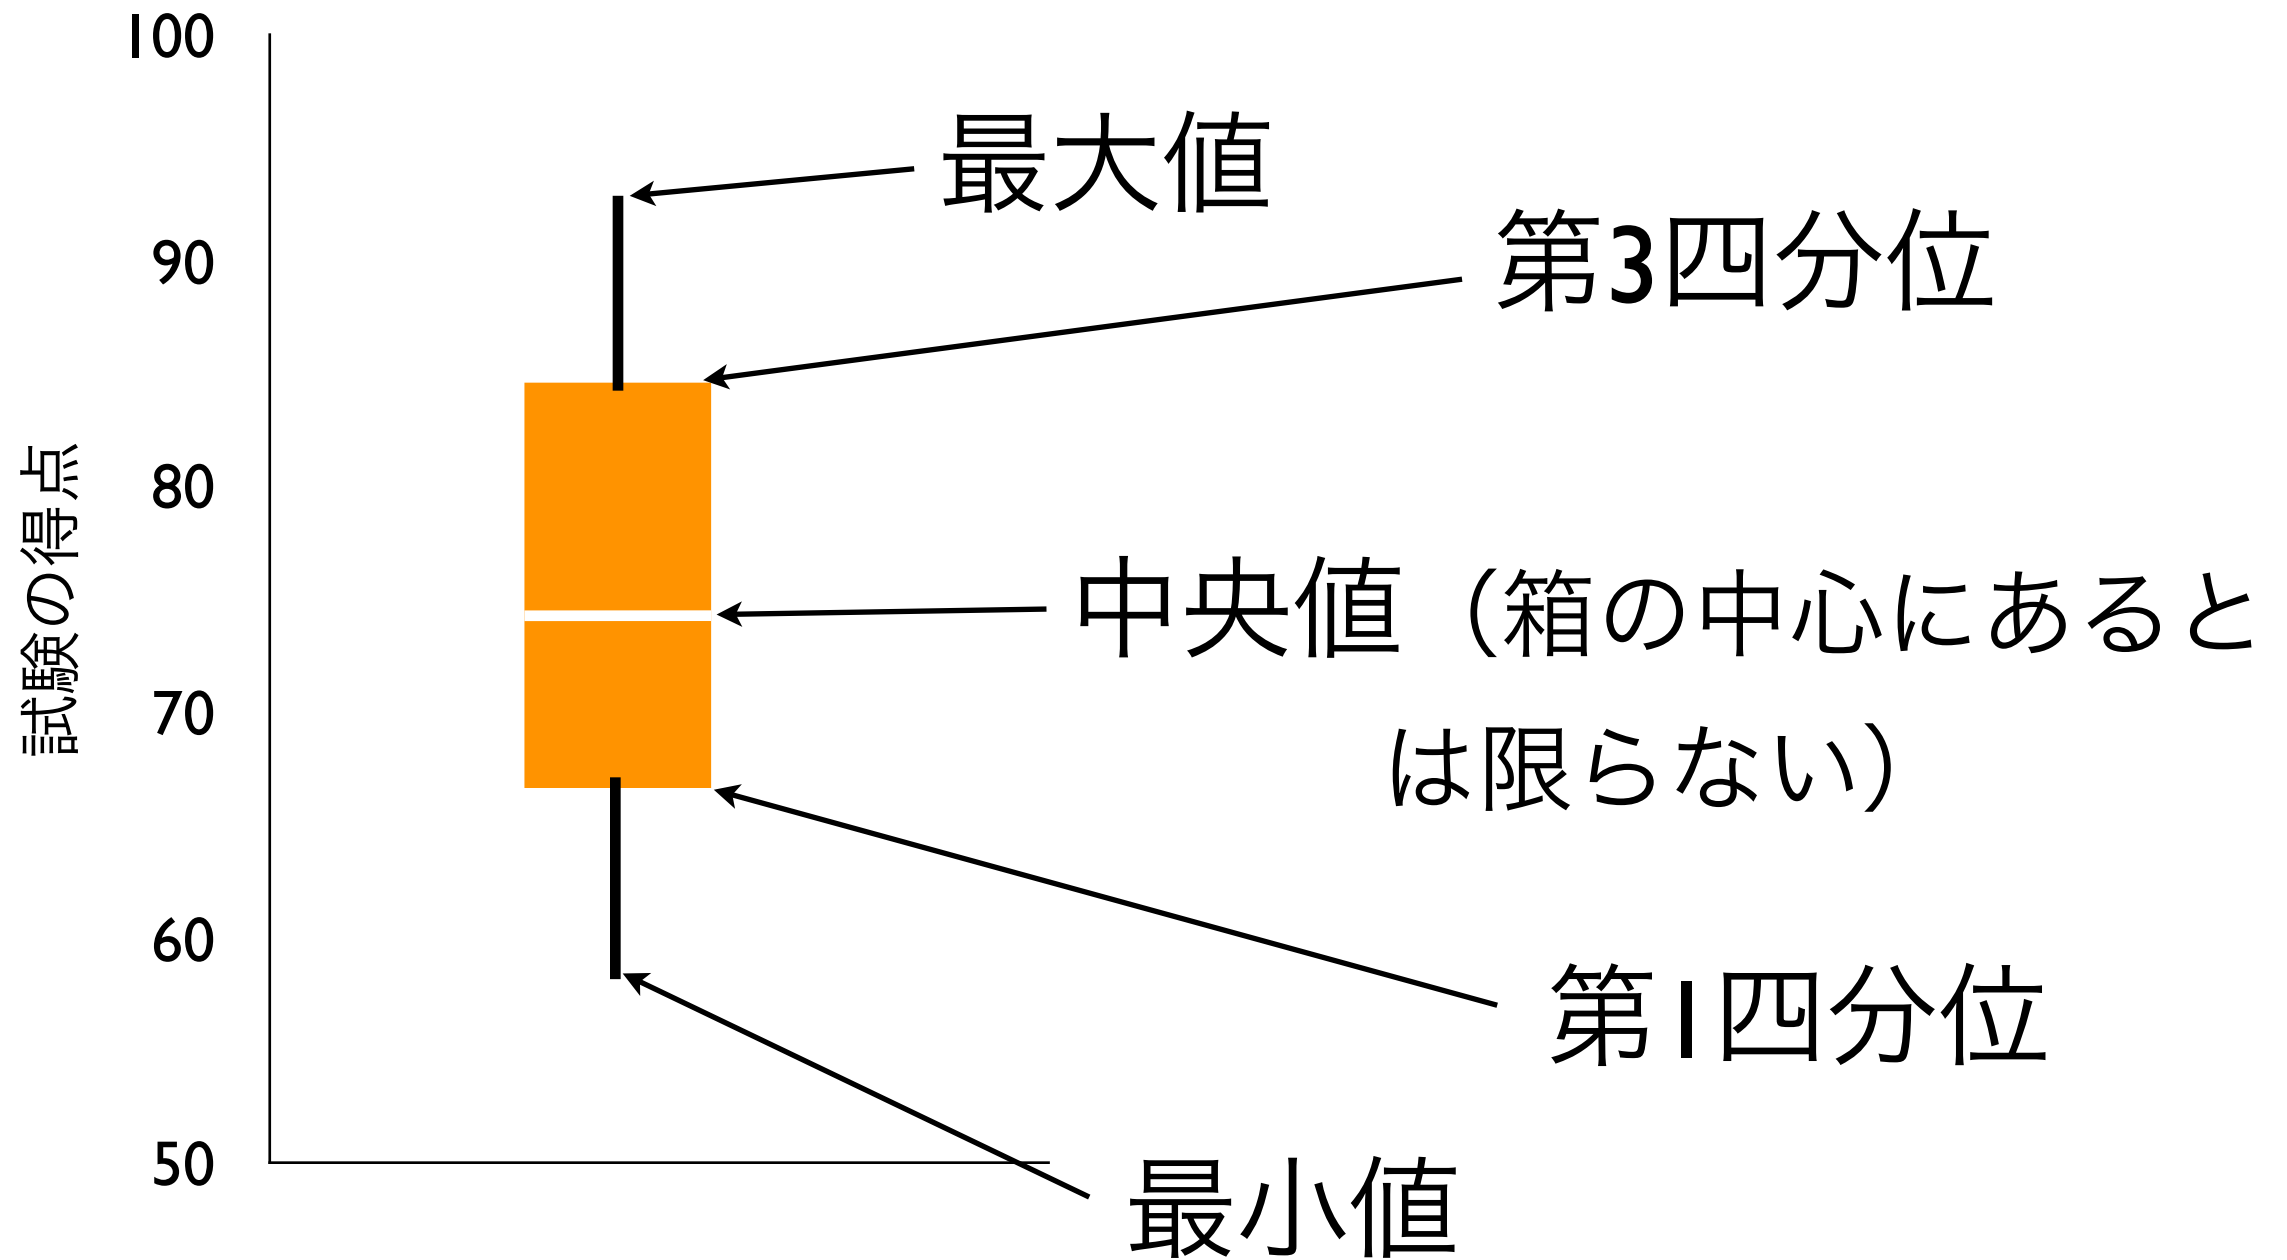 100
最大値
第3四分位
90
80
試験の得点
中央値（箱の中心にあると
は限らない）
70
60
第1四分位
50
最小値